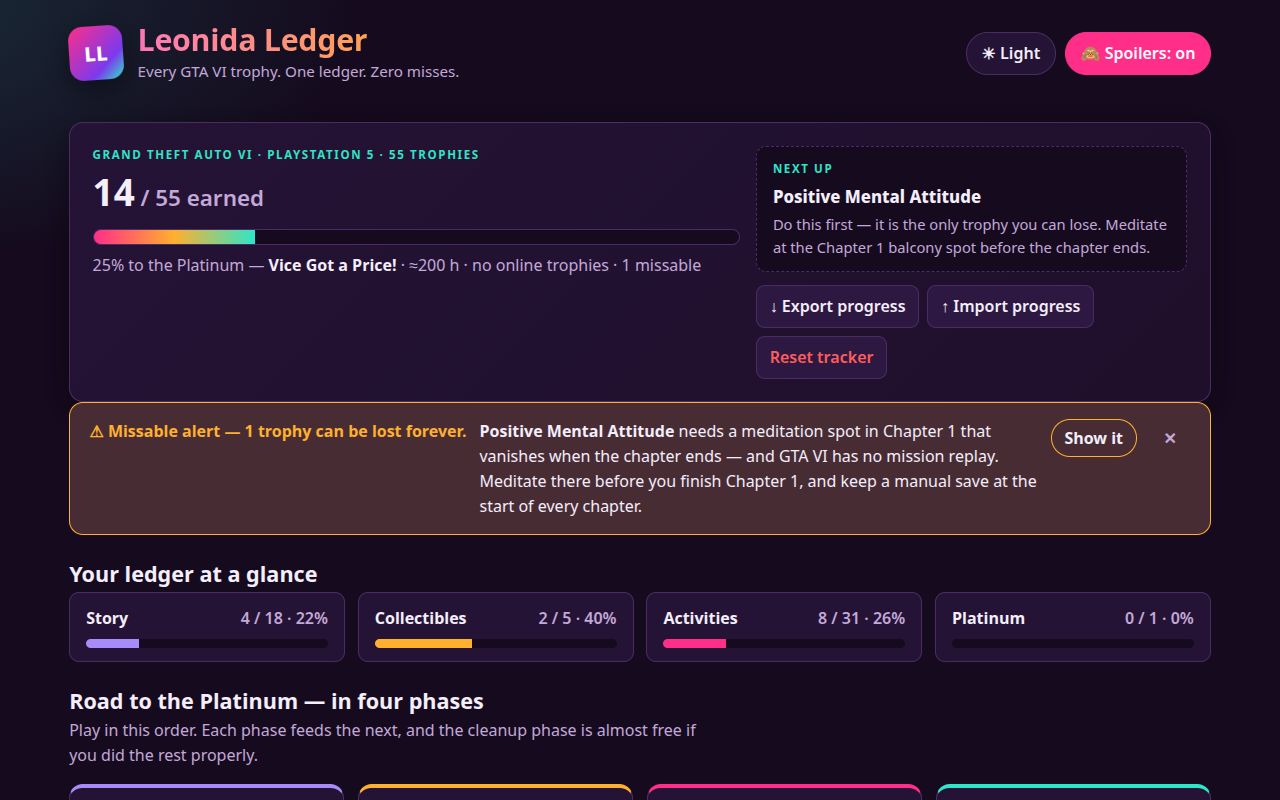 LL
Leonida Ledger
Every GTA VI trophy. One ledger. Zero misses.
☀ Light
🙈 Spoilers: on
GRAND THEFT AUTO VI · PLAYSTATION 5 · 55 TROPHIES
14 / 55 earned
25% to the Platinum — Vice Got a Price! · ≈200 h · no online trophies · 1 missable
NEXT UP
Positive Mental Attitude
Do this first — it is the only trophy you can lose. Meditate
at the Chapter 1 balcony spot before the chapter ends.
↓ Export progress
↑ Import progress
Reset tracker
⚠ Missable alert — 1 trophy can be lost forever.
Positive Mental Attitude needs a meditation spot in Chapter 1 that
vanishes when the chapter ends — and GTA VI has no mission replay.
Meditate there before you finish Chapter 1, and keep a manual save at the
start of every chapter.
Show it
✕
Your ledger at a glance
Story 4 / 18 · 22%
Collectibles 2 / 5 · 40%
Activities 8 / 31 · 26%
Platinum 0 / 1 · 0%
Road to the Platinum — in four phases
Play in this order. Each phase feeds the next, and the cleanup phase is almost free if
you did the rest properly.